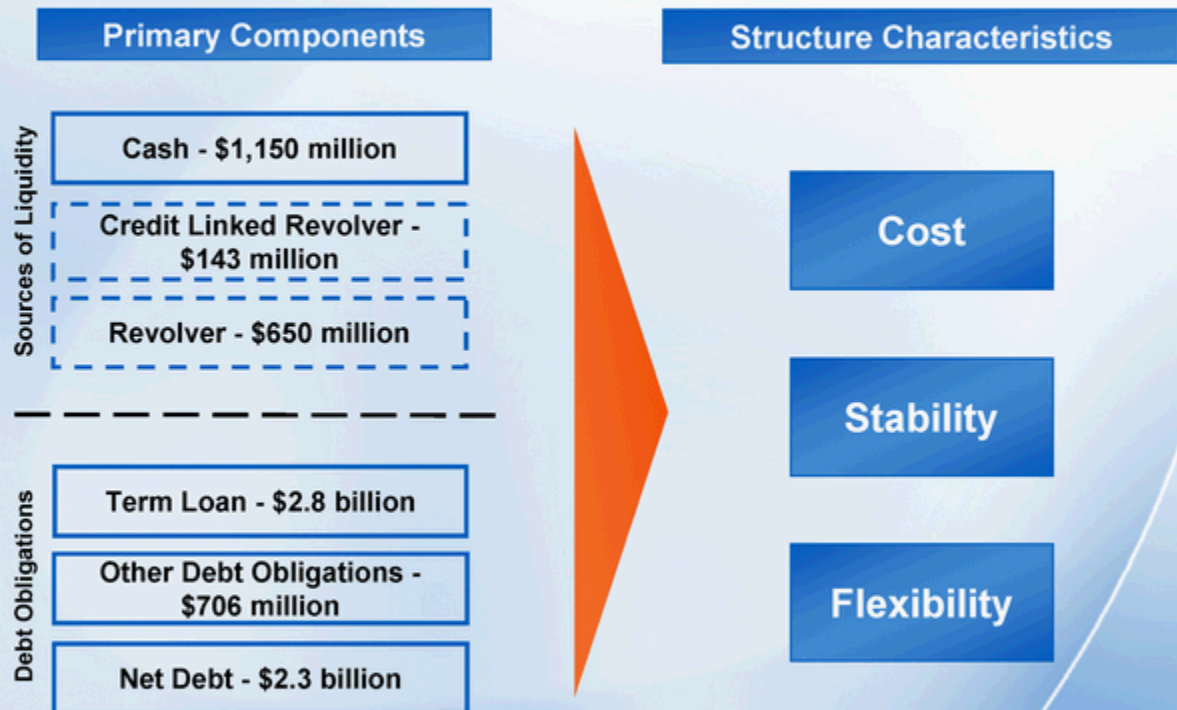 Primary Components
Structure Characteristics
Sources of Liquidity
Cash - $1,150 million
Credit Linked Revolver -
$143 million
Revolver - $650 million
Debt Obligations
Term Loan - $2.8 billion
Other Debt Obligations -
$706 million
Net Debt - $2.3 billion
Cost
Stability
Flexibility